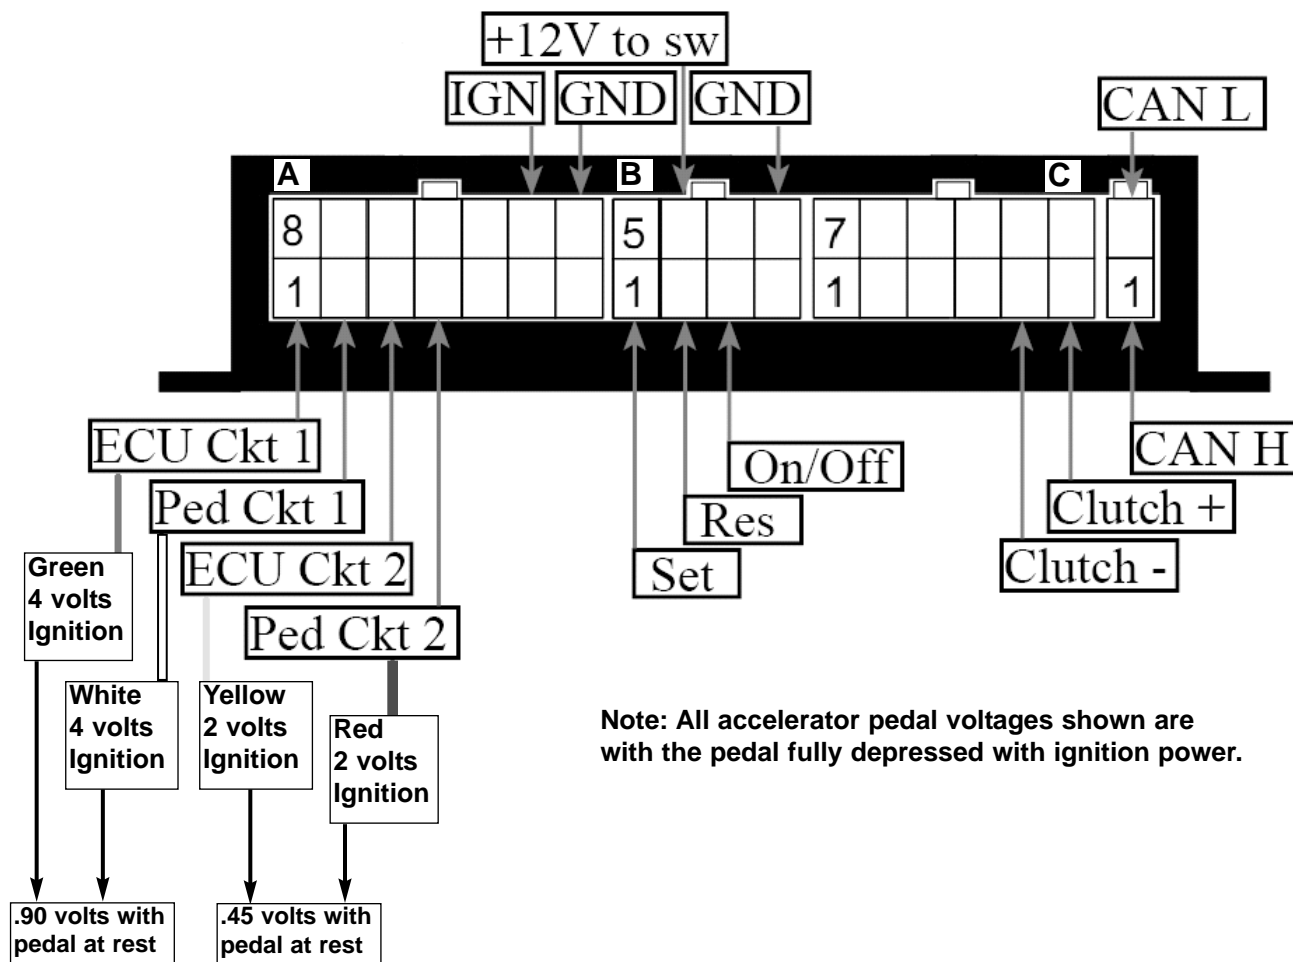 +12V to sw
IGN
GND
GND
CAN L
A
B
C
8
5
7
1
1
1
1
ECU Ckt 1
Ped Ckt 1
ECU Ckt 2
Ped Ckt 2
On/Off
Res
Set
CAN H
Clutch +
Clutch -
Green
4 volts
Ignition
White
4 volts
Ignition
Yellow
2 volts
Ignition
Red
2 volts
Ignition
Note: All accelerator pedal voltages shown are
with the pedal fully depressed with ignition power.
.90 volts with
pedal at rest
.45 volts with
pedal at rest